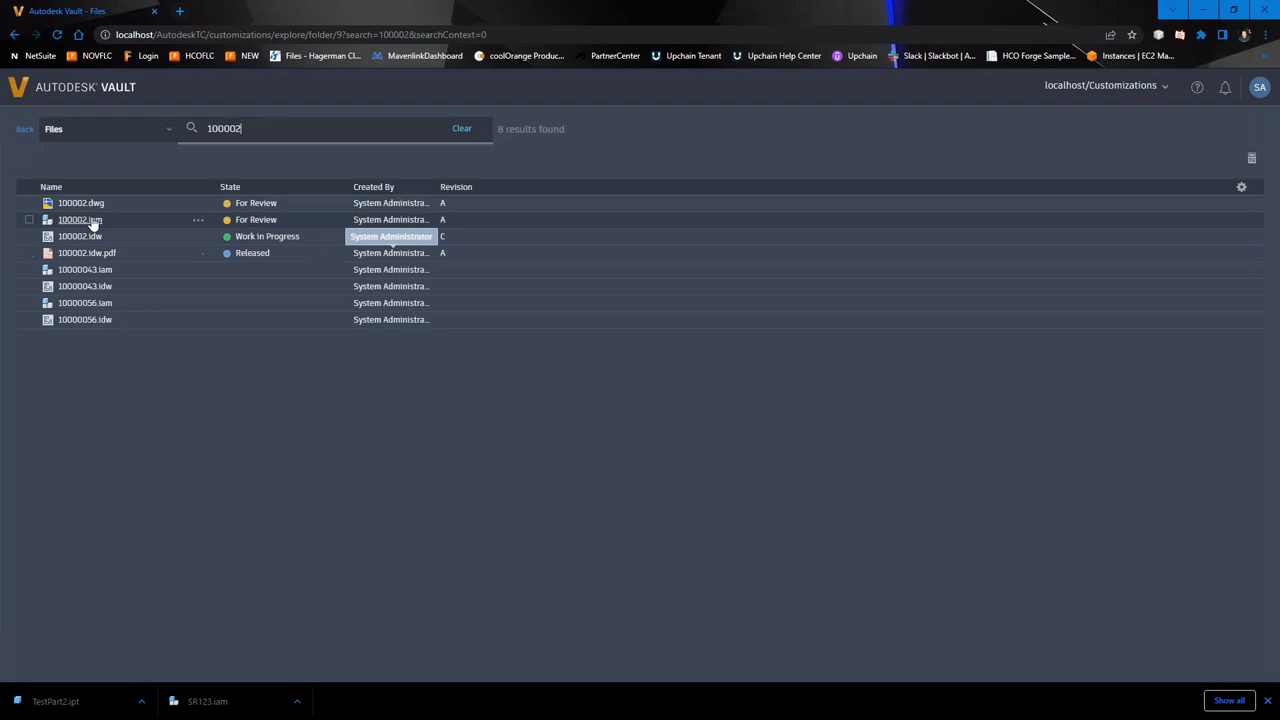 Autodesk Vault - Files
localhost/AutodeskTC/customizations/explore/folder/9?search=100002&searchContext=0
NetSuite NOVFLC Login HCOFLC NEW Files - Hagerman Cl... MavenlinkDashboard coolOrange Produc... PartnerCenter Upchain Tenant Upchain Help Center Upchain Slack | Slackbot | A... HCO Forge Sample... Instances | EC2 Ma...
AUTODESK VAULT localhost/Customizations SA
Back Files 100002 Clear 8 results found
Name State Created By Revision
100002.dwg For Review System Administra... A
100002.iam ... For Review System Administra... A
100002.idw Work in Progress System Administrator C
100002.idw.pdf Released System Administra... A
10000043.iam System Administra...
10000043.idw System Administra...
10000056.iam System Administra...
10000056.idw System Administra...
TestPart2.ipt SR123.iam Show all